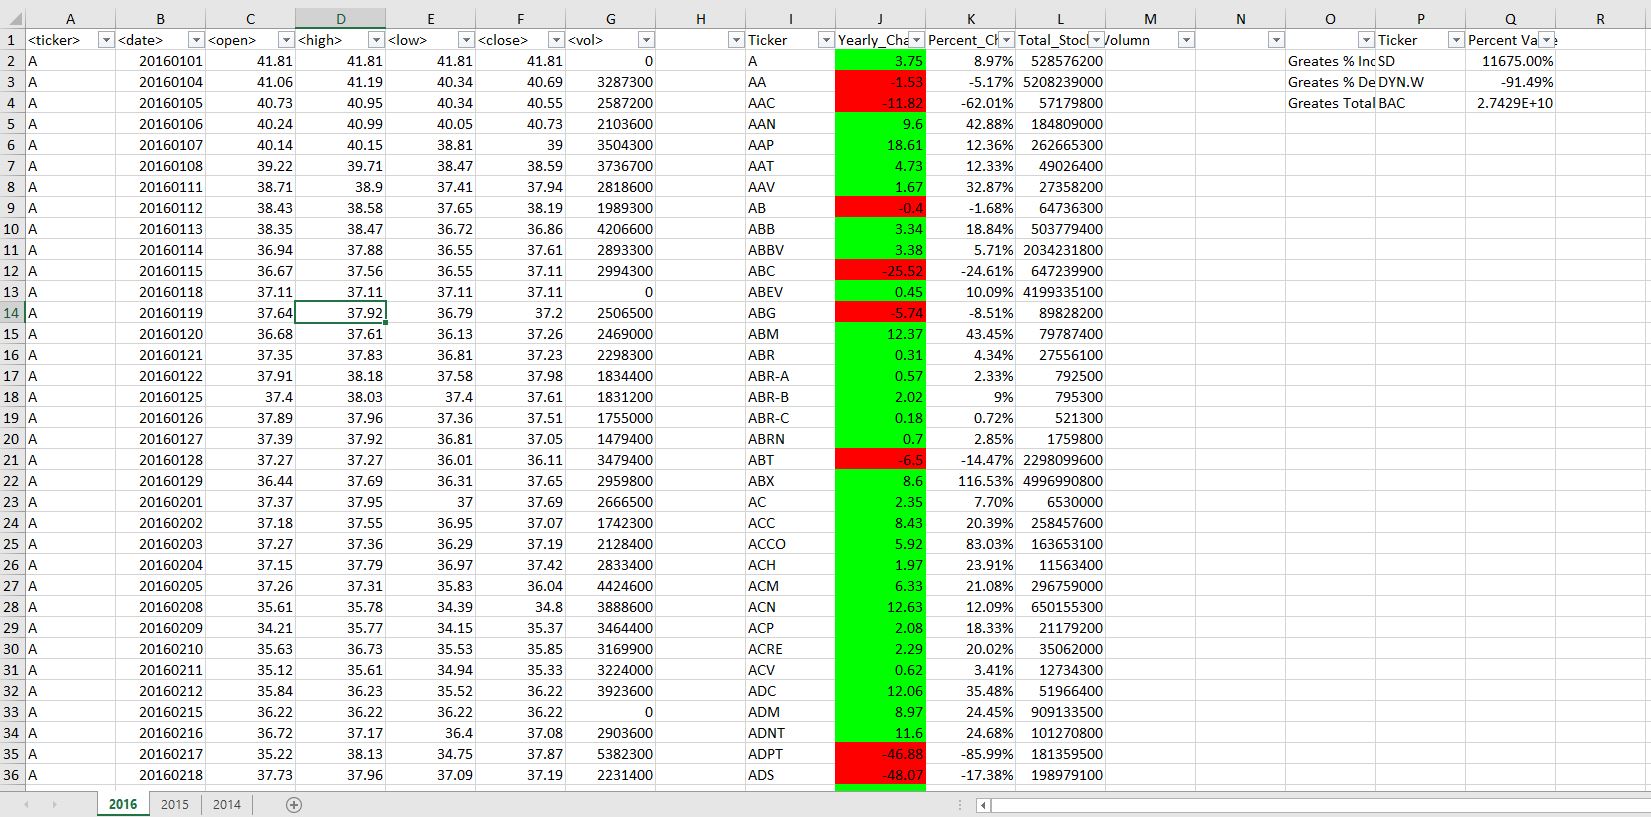 A B C D E F G H I J K L M N O P Q R
1 <ticker> <date> <open> <high> <low> <close> <vol> Ticker Yearly_Cha Percent_Ch Total_Stock Volumn Ticker Percent Va e
2 A 20160101 41.81 41.81 41.81 41.81 0 A 3.75 8.97% 528576200 Greates % Inc SD 11675.00%
3 A 20160104 41.06 41.19 40.34 40.69 3287300 AA -1.53 -5.17% 5208239000 Greates % De DYN.W -91.49%
4 A 20160105 40.73 40.95 40.34 40.55 2587200 AAC -11.82 -62.01% 57179800 Greates Total BAC 2.7429E+10
5 A 20160106 40.24 40.99 40.05 40.73 2103600 AAN 9.6 42.88% 184809000
6 A 20160107 40.14 40.15 38.81 39 3504300 AAP 18.61 12.36% 262665300
7 A 20160108 39.22 39.71 38.47 38.59 3736700 AAT 4.73 12.33% 49026400
8 A 20160111 38.71 38.9 37.41 37.94 2818600 AAV 1.67 32.87% 27358200
9 A 20160112 38.43 38.58 37.65 38.19 1989300 AB -0.4 -1.68% 64736300
10 A 20160113 38.35 38.47 36.72 36.86 4206600 ABB 3.34 18.84% 503779400
11 A 20160114 36.94 37.88 36.55 37.61 2893300 ABBV 3.38 5.71% 2034231800
12 A 20160115 36.67 37.56 36.55 37.11 2994300 ABC -25.52 -24.61% 647239900
13 A 20160118 37.11 37.11 37.11 37.11 0 ABEV 0.45 10.09% 4199335100
14 A 20160119 37.64 37.92 36.79 37.2 2506500 ABG -5.74 -8.51% 89828200
15 A 20160120 36.68 37.61 36.13 37.26 2469000 ABM 12.37 43.45% 79787400
16 A 20160121 37.35 37.83 36.81 37.23 2298300 ABR 0.31 4.34% 27556100
17 A 20160122 37.91 38.18 37.58 37.98 1834400 ABR-A 0.57 2.33% 792500
18 A 20160125 37.4 38.03 37.4 37.61 1831200 ABR-B 2.02 9% 795300
19 A 20160126 37.89 37.96 37.36 37.51 1755000 ABR-C 0.18 0.72% 521300
20 A 20160127 37.39 37.92 36.81 37.05 1479400 ABRN 0.7 2.85% 1759800
21 A 20160128 37.27 37.27 36.01 36.11 3479400 ABT -6.5 -14.47% 2298099600
22 A 20160129 36.44 37.69 36.31 37.65 2959800 ABX 8.6 116.53% 4996990800
23 A 20160201 37.37 37.95 37 37.69 2666500 AC 2.35 7.70% 6530000
24 A 20160202 37.18 37.55 36.95 37.07 1742300 ACC 8.43 20.39% 258457600
25 A 20160203 37.27 37.36 36.29 37.19 2128400 ACCO 5.92 83.03% 163653100
26 A 20160204 37.15 37.79 36.97 37.42 2833400 ACH 1.97 23.91% 11563400
27 A 20160205 37.26 37.31 35.83 36.04 4424600 ACM 6.33 21.08% 296759000
28 A 20160208 35.61 35.78 34.39 34.8 3888600 ACN 12.63 12.09% 650155300
29 A 20160209 34.21 35.77 34.15 35.37 3464400 ACP 2.08 18.33% 21179200
30 A 20160210 35.63 36.73 35.53 35.85 3169900 ACRE 2.29 20.02% 35062000
31 A 20160211 35.12 35.61 34.94 35.33 3224000 ACV 0.62 3.41% 12734300
32 A 20160212 35.84 36.23 35.52 36.22 3923600 ADC 12.06 35.48% 51966400
33 A 20160215 36.22 36.22 36.22 36.22 0 ADM 8.97 24.45% 909133500
34 A 20160216 36.72 37.17 36.4 37.08 2903600 ADNT 11.6 24.68% 101270800
35 A 20160217 35.22 38.13 34.75 37.87 5382300 ADPT -46.88 -85.99% 181359500
36 A 20160218 37.73 37.96 37.09 37.19 2231400 ADS -48.07 -17.38% 198979100
2016 2015 2014